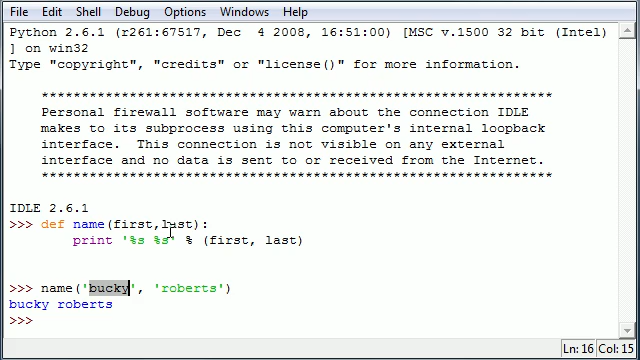 File Edit Shell Debug Options Windows Help
Python 2.6.1 (r261:67517, Dec  4 2008, 16:51:00) [MSC v.1500 32 bit (Intel)
] on win32
Type "copyright", "credits" or "license()" for more information.
****************************************************************
Personal firewall software may warn about the connection IDLE
makes to its subprocess using this computer's internal loopback
interface.  This connection is not visible on any external
interface and no data is sent to or received from the Internet.
****************************************************************
IDLE 2.6.1
>>> def name(first,last):
print '%s %s' % (first, last)
>>> name('bucky', 'roberts')
bucky roberts
>>>
Ln: 16 Col: 15